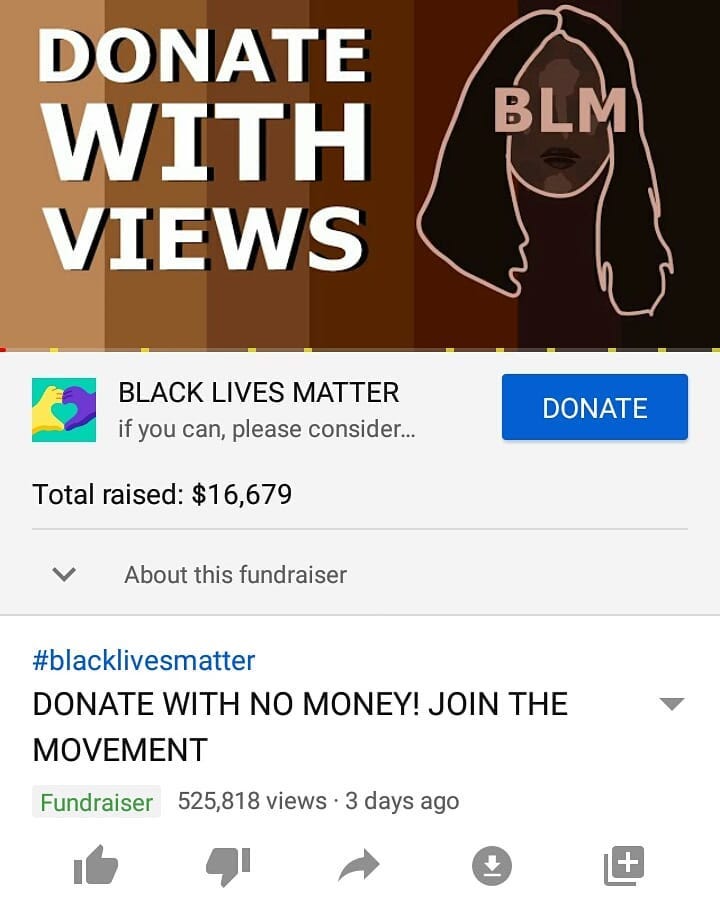 DONATE
WITH
VIEWS
BLM
BLACK LIVES MATTER
if you can, please consider...
DONATE
Total raised: $16,679
About this fundraiser
#blacklivesmatter
DONATE WITH NO MONEY! JOIN THE
MOVEMENT
Fundraiser 525,818 views · 3 days ago